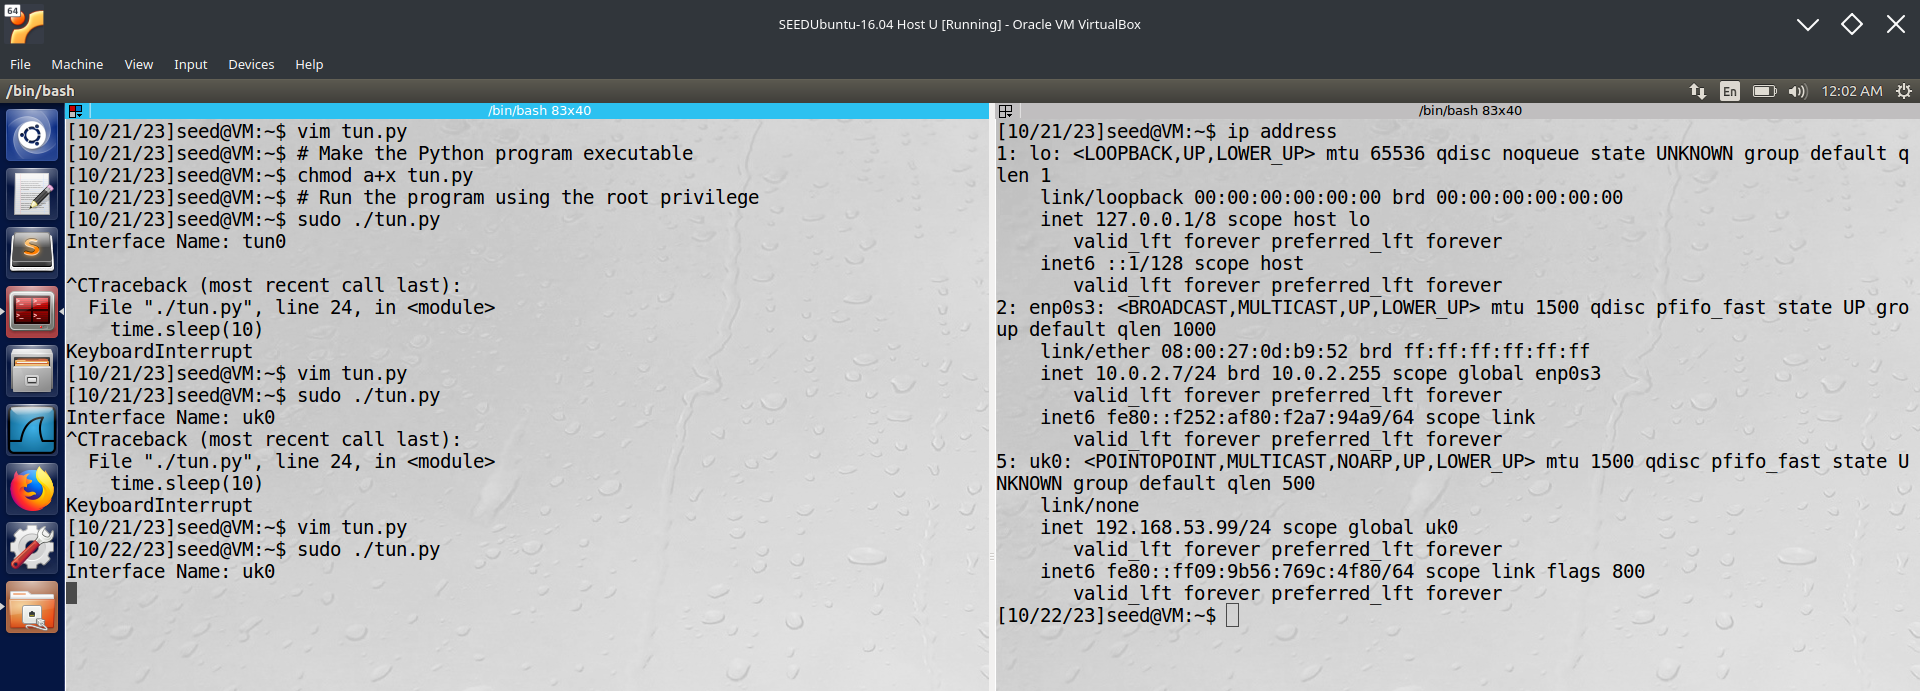 64
SEEDUbuntu-16.04 Host U [Running] - Oracle VM VirtualBox
File Machine View Input Devices Help
/bin/bash
En
12:02 AM
/bin/bash 83x40
[10/21/23]seed@VM:~$ vim tun.py
[10/21/23]seed@VM:~$ # Make the Python program executable
[10/21/23]seed@VM:~$ chmod a+x tun.py
[10/21/23]seed@VM:~$ # Run the program using the root privilege
[10/21/23]seed@VM:~$ sudo ./tun.py
Interface Name: tun0
^CTraceback (most recent call last):
  File "./tun.py", line 24, in <module>
    time.sleep(10)
KeyboardInterrupt
[10/21/23]seed@VM:~$ vim tun.py
[10/21/23]seed@VM:~$ sudo ./tun.py
Interface Name: uk0
^CTraceback (most recent call last):
  File "./tun.py", line 24, in <module>
    time.sleep(10)
KeyboardInterrupt
[10/21/23]seed@VM:~$ vim tun.py
[10/22/23]seed@VM:~$ sudo ./tun.py
Interface Name: uk0
/bin/bash 83x40
[10/21/23]seed@VM:~$ ip address
1: lo: <LOOPBACK,UP,LOWER_UP> mtu 65536 qdisc noqueue state UNKNOWN group default q
len 1
    link/loopback 00:00:00:00:00:00 brd 00:00:00:00:00:00
    inet 127.0.0.1/8 scope host lo
       valid_lft forever preferred_lft forever
    inet6 ::1/128 scope host
       valid_lft forever preferred_lft forever
2: enp0s3: <BROADCAST,MULTICAST,UP,LOWER_UP> mtu 1500 qdisc pfifo_fast state UP gro
up default qlen 1000
    link/ether 08:00:27:0d:b9:52 brd ff:ff:ff:ff:ff:ff
    inet 10.0.2.7/24 brd 10.0.2.255 scope global enp0s3
       valid_lft forever preferred_lft forever
    inet6 fe80::f252:af80:f2a7:94a9/64 scope link
       valid_lft forever preferred_lft forever
5: uk0: <POINTOPOINT,MULTICAST,NOARP,UP,LOWER_UP> mtu 1500 qdisc pfifo_fast state U
NKNOWN group default qlen 500
    link/none
    inet 192.168.53.99/24 scope global uk0
       valid_lft forever preferred_lft forever
    inet6 fe80::ff09:9b56:769c:4f80/64 scope link flags 800
       valid_lft forever preferred_lft forever
[10/22/23]seed@VM:~$